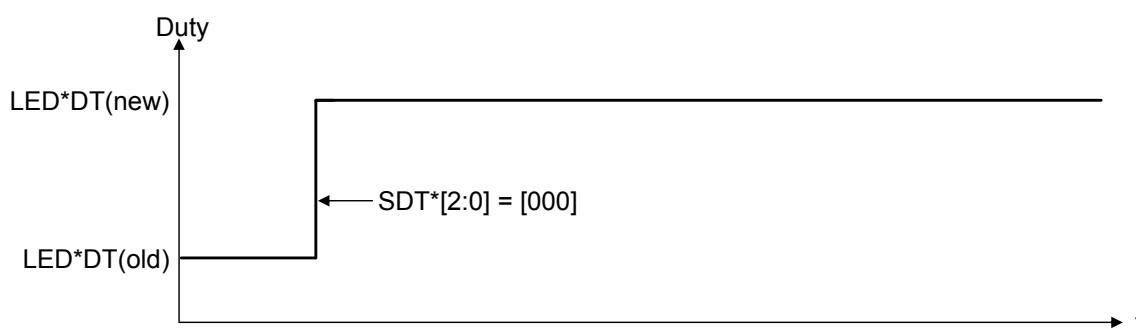 Duty
LED*DT(new)
SDT*[2:0] = [000]
LED*DT(old)